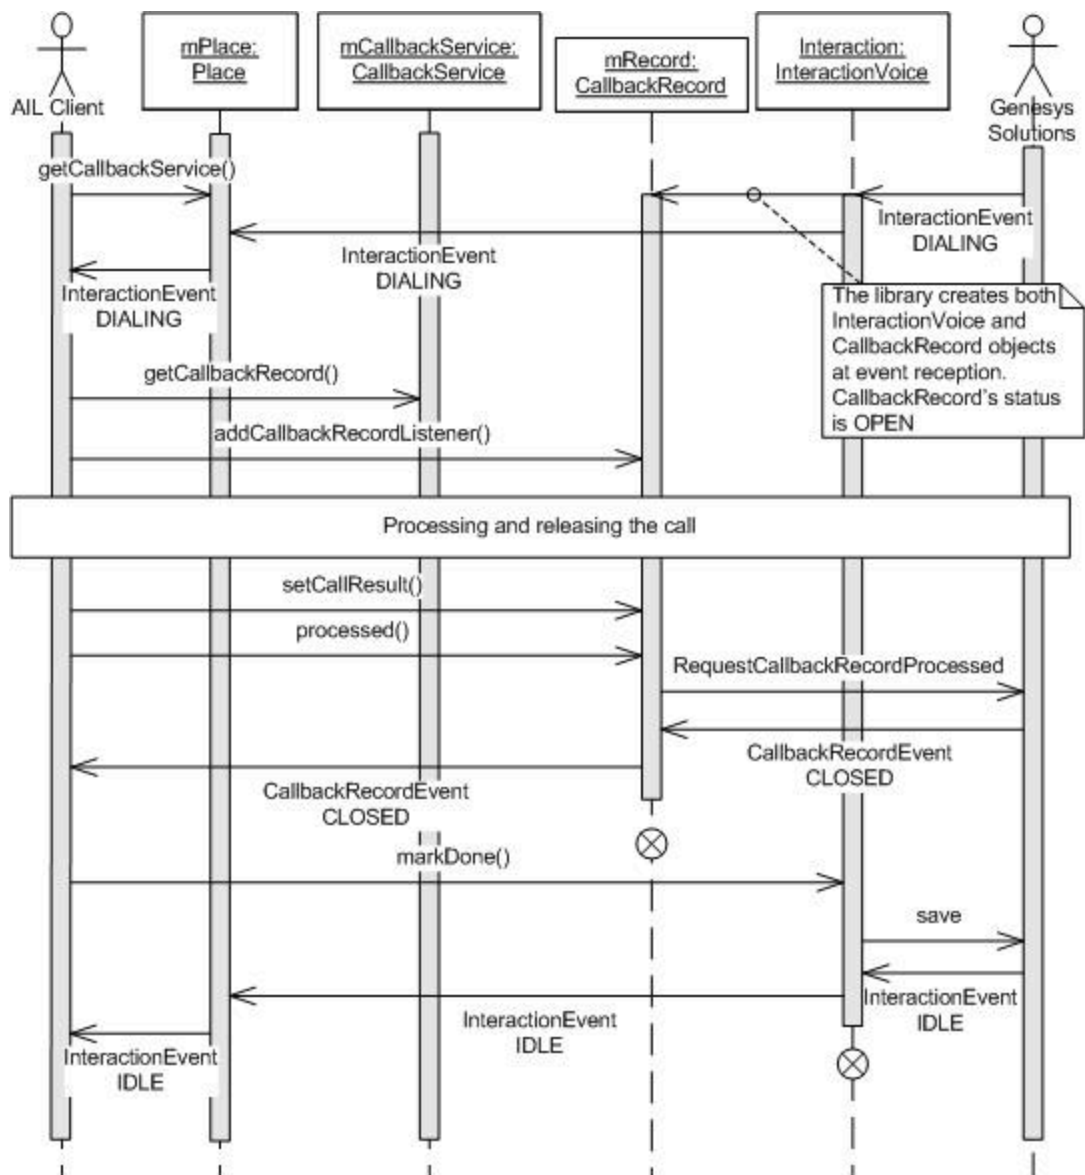 AIL Client
mPlace:
Place
mCallbackService:
CallbackService
mRecord:
CallbackRecord
Interaction:
InteractionVoice
Genesys
Solutions
getCallbackService()
InteractionEvent
DIALING
InteractionEvent
DIALING
InteractionEvent
DIALING
The library creates both
InteractionVoice and
CallbackRecord objects
at event reception.
CallbackRecord's status
is OPEN
getCallbackRecord()
addCallbackRecordListener()
Processing and releasing the call
setCallResult()
processed()
RequestCallbackRecordProcessed
CallbackRecordEvent
CLOSED
CallbackRecordEvent
CLOSED
markDone()
save
InteractionEvent
IDLE
InteractionEvent
IDLE
InteractionEvent
IDLE